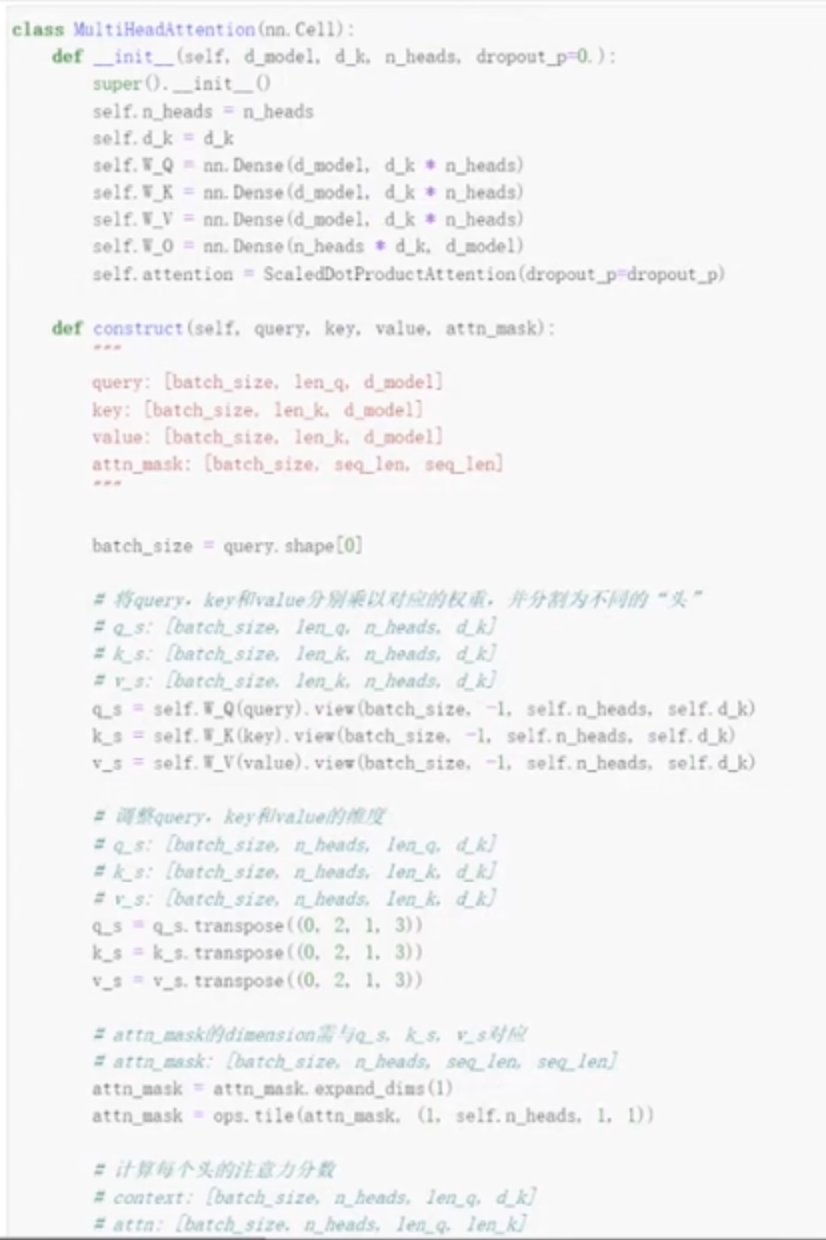 class MultiHeadAttention(nn.Cell):
    def __init__(self, d_model, d_k, n_heads, dropout_p=0.):
        super().__init__()
        self.n_heads = n_heads
        self.d_k = d_k
        self.W_Q = nn.Dense(d_model, d_k * n_heads)
        self.W_K = nn.Dense(d_model, d_k * n_heads)
        self.W_V = nn.Dense(d_model, d_k * n_heads)
        self.W_O = nn.Dense(n_heads * d_k, d_model)
        self.attention = ScaledDotProductAttention(dropout_p=dropout_p)
    def construct(self, query, key, value, attn_mask):
        """
        query: [batch_size, len_q, d_model]
        key: [batch_size, len_k, d_model]
        value: [batch_size, len_k, d_model]
        attn_mask: [batch_size, seq_len, seq_len]
        """
        batch_size = query.shape[0]
        # 将query，key和value分别乘以对应的权重，并分割为不同的“头”
        # q_s: [batch_size, len_q, n_heads, d_k]
        # k_s: [batch_size, len_k, n_heads, d_k]
        # v_s: [batch_size, len_k, n_heads, d_k]
        q_s = self.W_Q(query).view(batch_size, -1, self.n_heads, self.d_k)
        k_s = self.W_K(key).view(batch_size, -1, self.n_heads, self.d_k)
        v_s = self.W_V(value).view(batch_size, -1, self.n_heads, self.d_k)
        # 调整query，key和value的维度
        # q_s: [batch_size, n_heads, len_q, d_k]
        # k_s: [batch_size, n_heads, len_k, d_k]
        # v_s: [batch_size, n_heads, len_k, d_k]
        q_s = q_s.transpose((0, 2, 1, 3))
        k_s = k_s.transpose((0, 2, 1, 3))
        v_s = v_s.transpose((0, 2, 1, 3))
        # attn_mask的dimension需与q_s, k_s, v_s对应
        # attn_mask: [batch_size, n_heads, seq_len, seq_len]
        attn_mask = attn_mask.expand_dims(1)
        attn_mask = ops.tile(attn_mask, (1, self.n_heads, 1, 1))
        # 计算每个头的注意力分数
        # context: [batch_size, n_heads, len_q, d_k]
        # attn: [batch_size, n_heads, len_q, len_k]